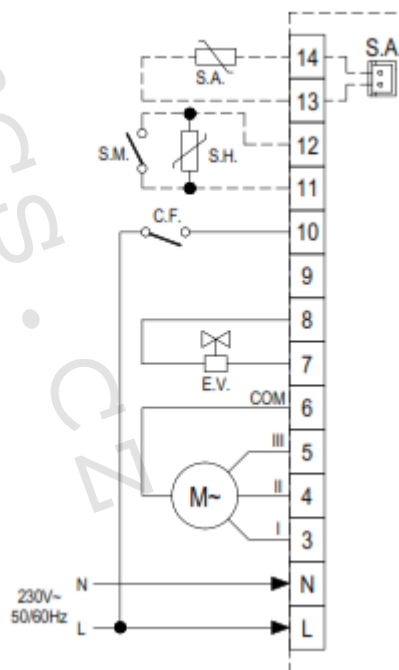 14
S.A.
S.A
13
12
S.M.
S.H.
11
C.F.
10
9
8
7
E.V.
COM
6
III
5
M~
II
4
I
3
N
N
230V~
50/60Hz
L
L